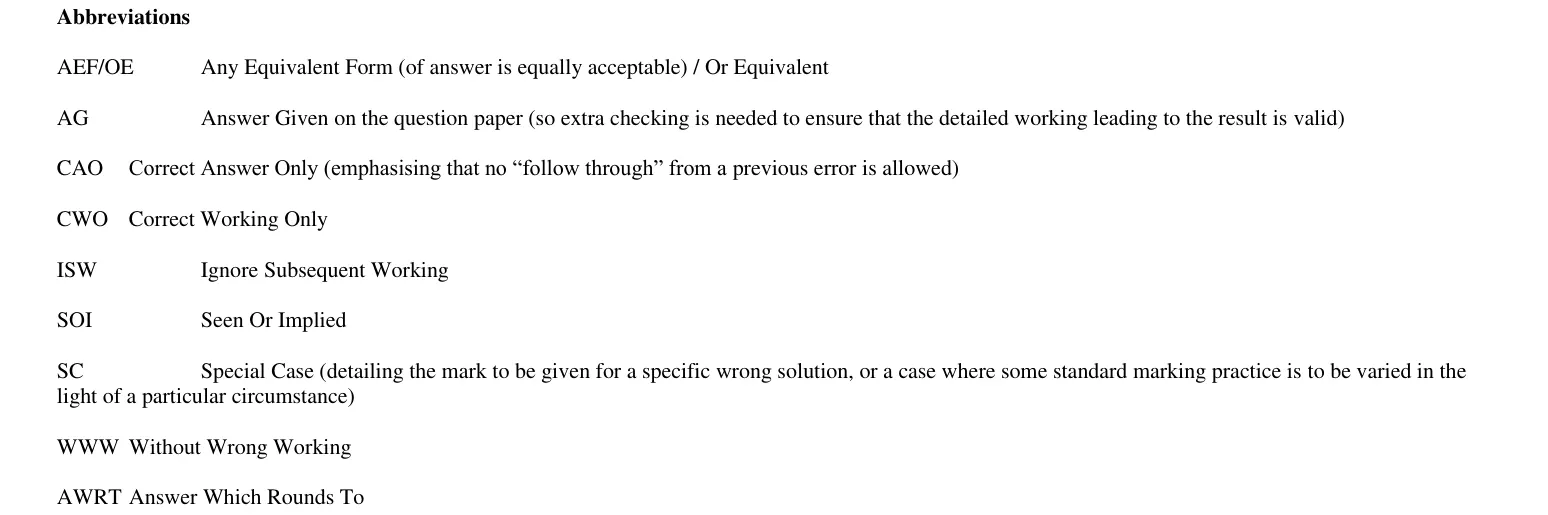 Abbreviations
AEF/OE Any Equivalent Form (of answer is equally acceptable) / Or Equivalent
AG Answer Given on the question paper (so extra checking is needed to ensure that the detailed working leading to the result is valid)
CAO Correct Answer Only (emphasising that no “follow through” from a previous error is allowed)
CWO Correct Working Only
ISW Ignore Subsequent Working
SOI Seen Or Implied
SC Special Case (detailing the mark to be given for a specific wrong solution, or a case where some standard marking practice is to be varied in the
light of a particular circumstance)
WWW Without Wrong Working
AWRT Answer Which Rounds To